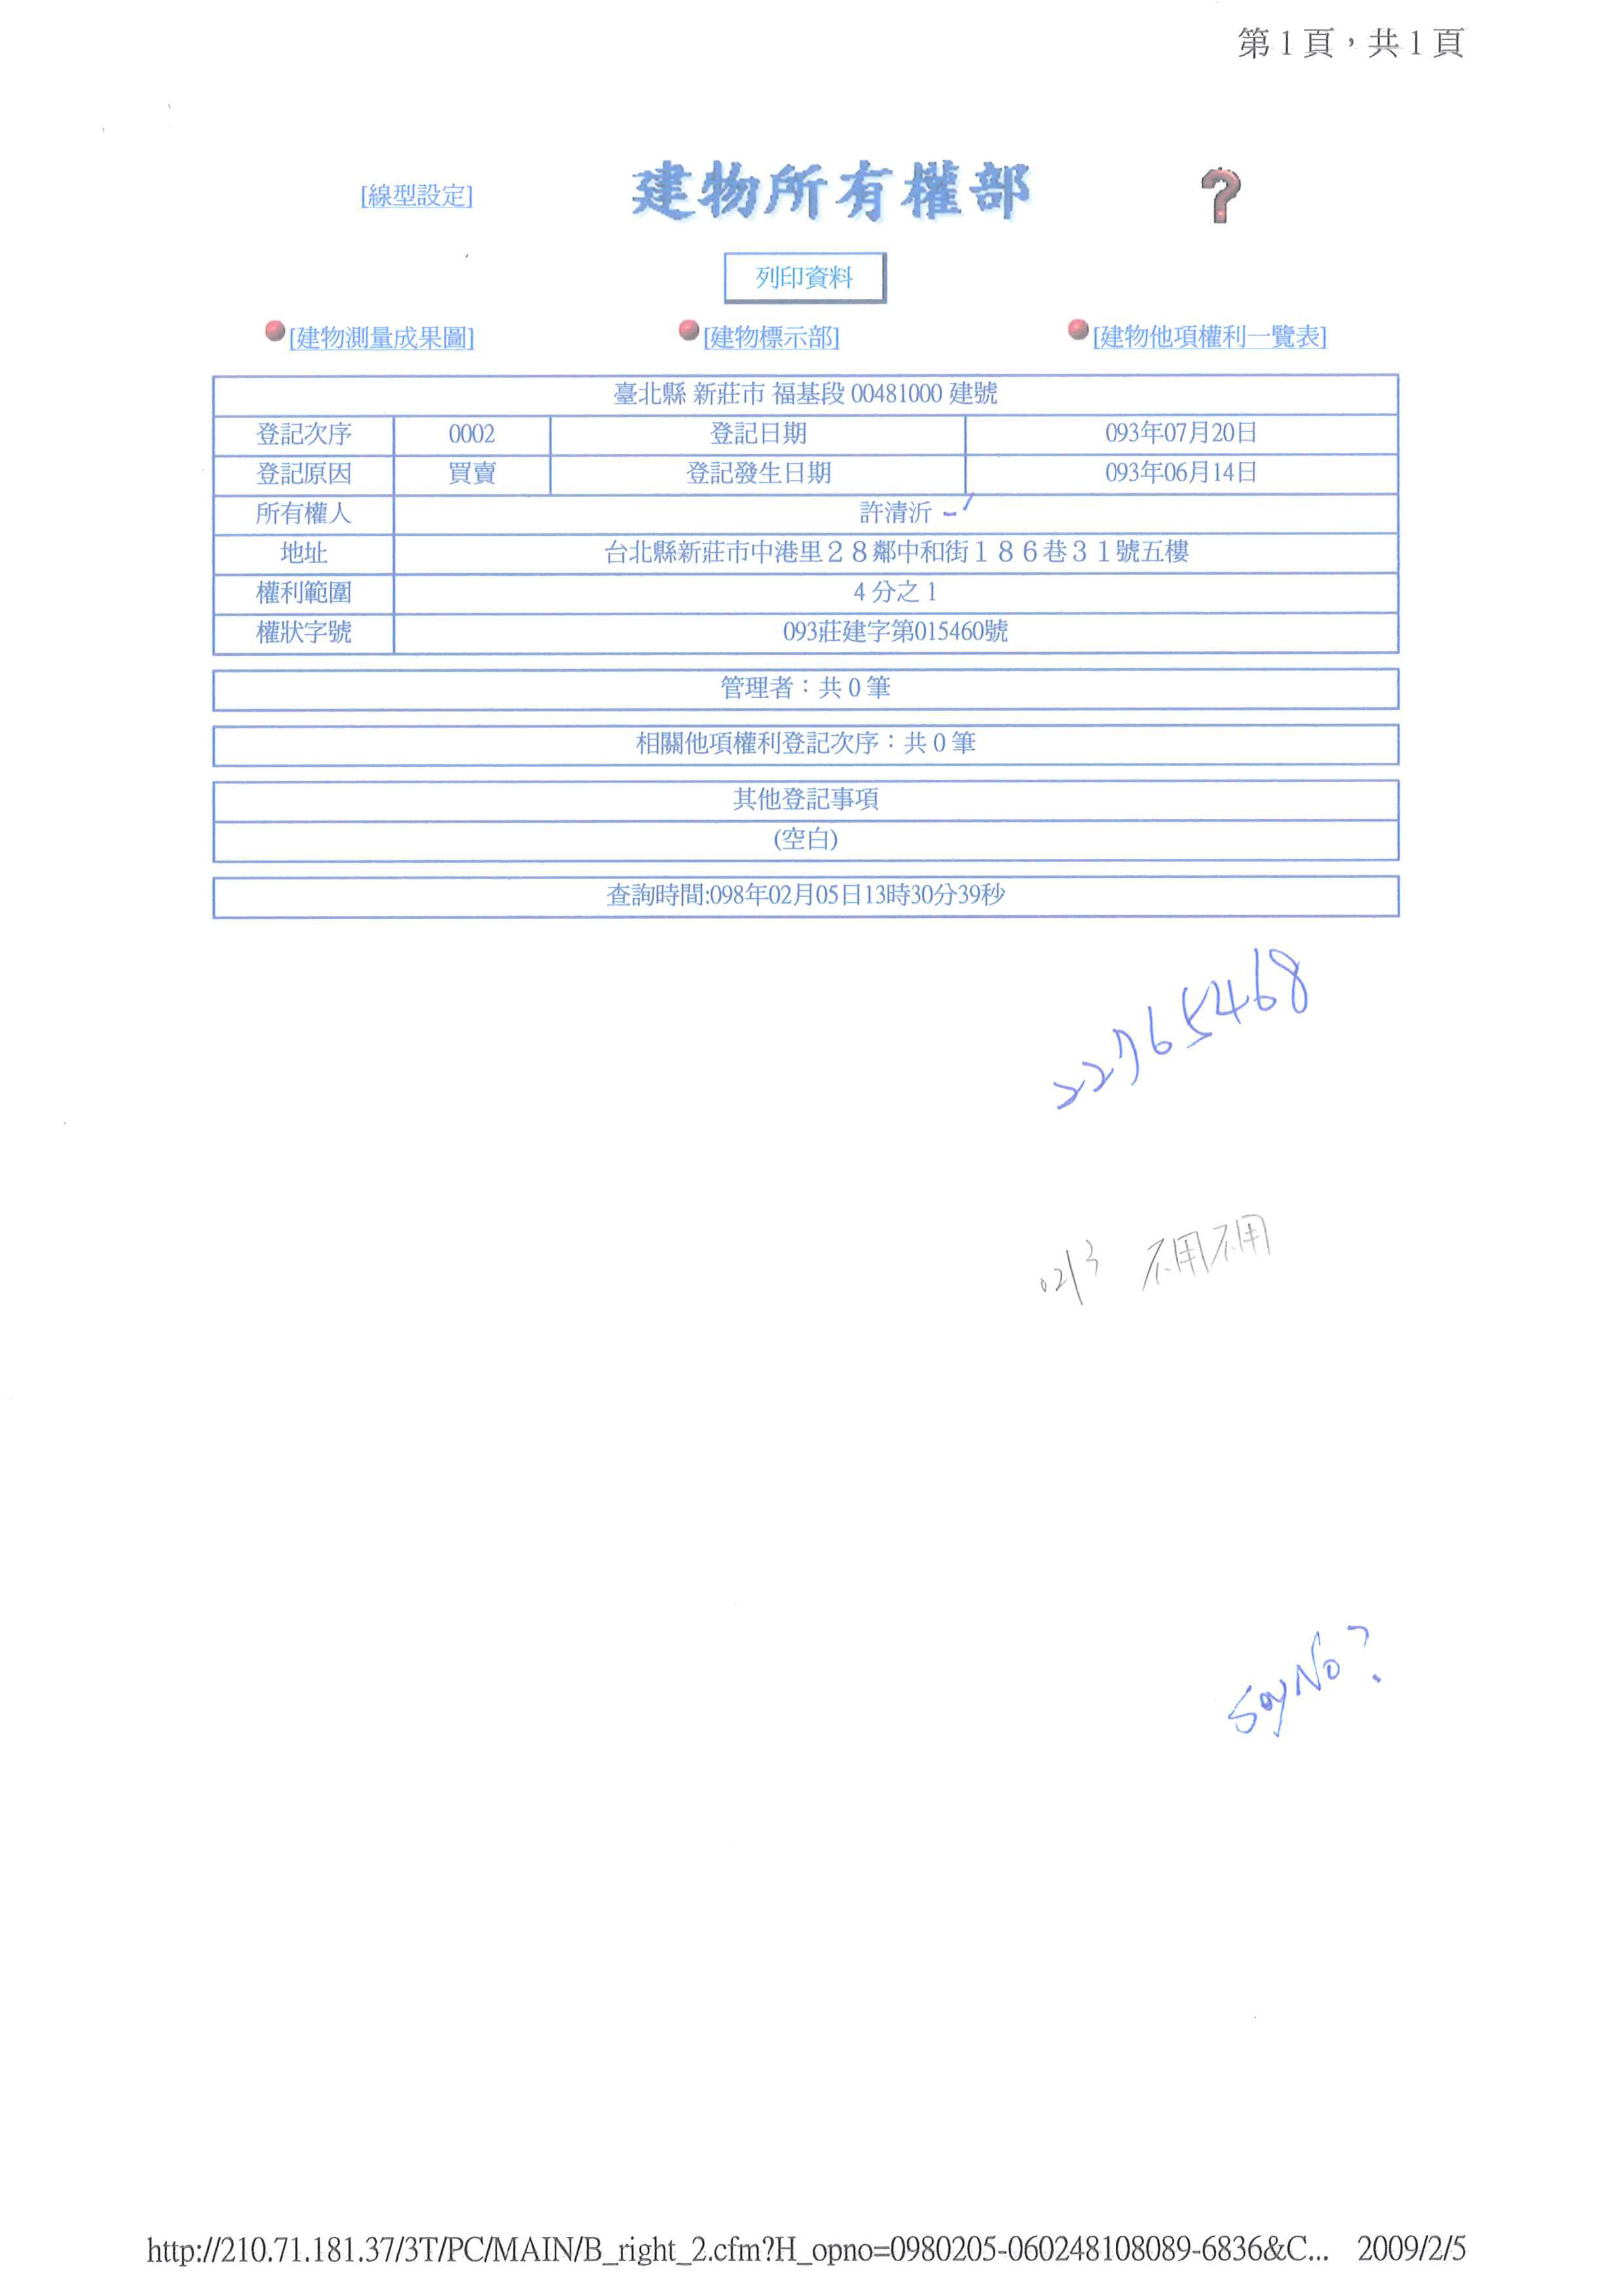 第1頁，共1頁
[線型設定] 建物所有權部
列印資料
[建物測量成果圖] [建物標示部] [建物他項權利一覽表]
臺北縣 新莊市 福基段 00481000 建號
登記次序 0002 登記日期 093年07月20日
登記原因 買賣 登記發生日期 093年06月14日
所有權人 許清沂
地址 台北縣新莊市中港里２８鄰中和街１８６巷３１號五樓
權利範圍 4 分之 1
權狀字號 093莊建字第015460號
管理者：共 0 筆
相關他項權利登記次序：共 0 筆
其他登記事項
(空白)
查詢時間:098年02月05日13時30分39秒
22765468
不用不用
Say No?
http://210.71.181.37/3T/PC/MAIN/B_right_2.cfm?H_opno=0980205-060248108089-6836&C... 2009/2/5